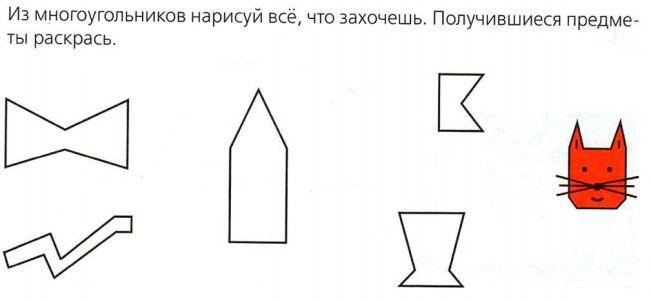 Из многоугольников нарисуй всё, что захочешь. Получившиеся предме-
ты раскрась.